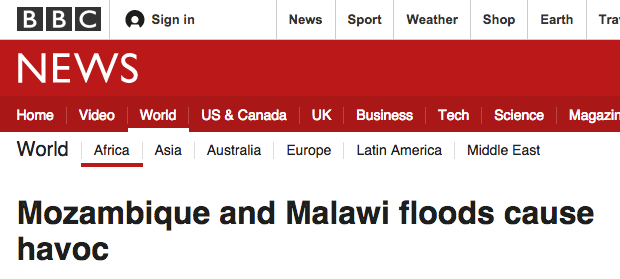 BBC Sign in News Sport Weather Shop Earth Tra
NEWS
Home Video World US & Canada UK Business Tech Science Magazin
World Africa Asia Australia Europe Latin America Middle East
Mozambique and Malawi floods cause
havoc